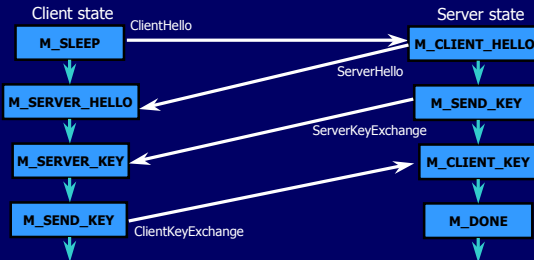 Client state
Server state
ClientHello
M_SLEEP
M_CLIENT_HELLO
ServerHello
M_SERVER_HELLO
M_SEND_KEY
ServerKeyExchange
M_SERVER_KEY
M_CLIENT_KEY
M_SEND_KEY
M_DONE
ClientKeyExchange